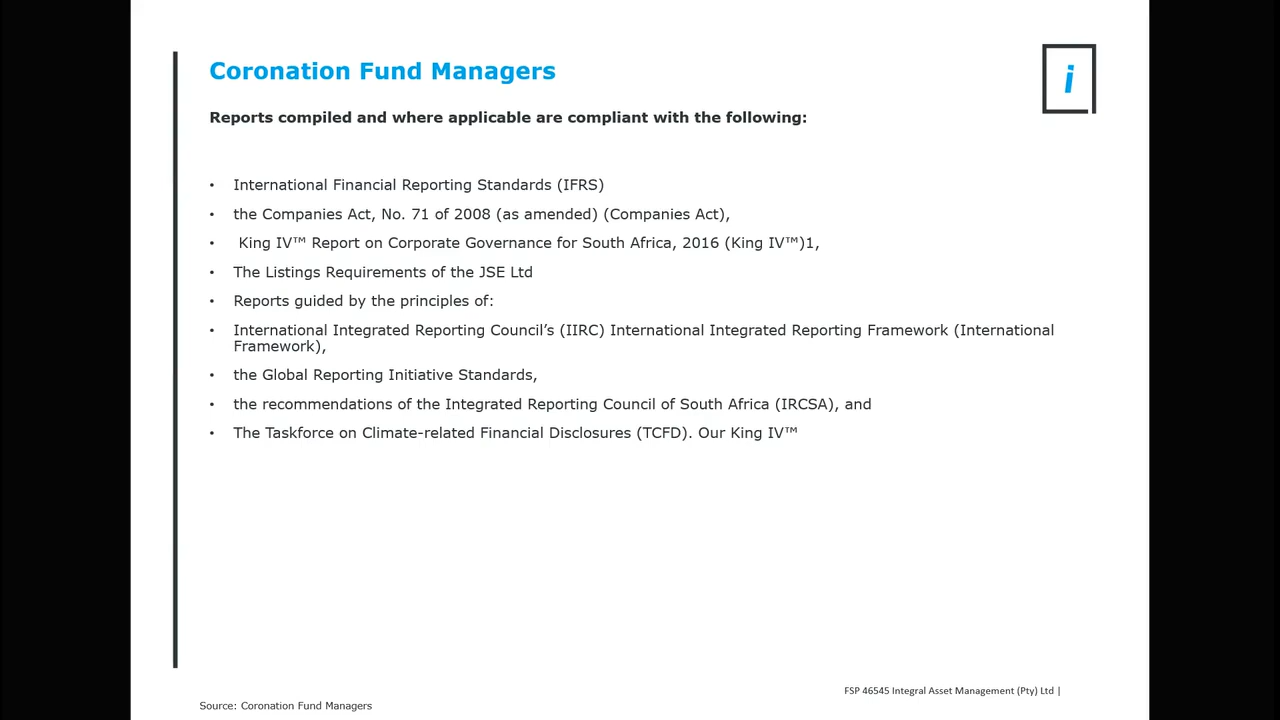 Coronation Fund Managers
i
Reports compiled and where applicable are compliant with the following:
• International Financial Reporting Standards (IFRS)
• the Companies Act, No. 71 of 2008 (as amended) (Companies Act),
• King IV™ Report on Corporate Governance for South Africa, 2016 (King IV™)1,
• The Listings Requirements of the JSE Ltd
• Reports guided by the principles of:
• International Integrated Reporting Council’s (IIRC) International Integrated Reporting Framework (International
Framework),
• the Global Reporting Initiative Standards,
• the recommendations of the Integrated Reporting Council of South Africa (IRCSA), and
• The Taskforce on Climate-related Financial Disclosures (TCFD). Our King IV™
FSP 46545 Integral Asset Management (Pty) Ltd |
Source: Coronation Fund Managers